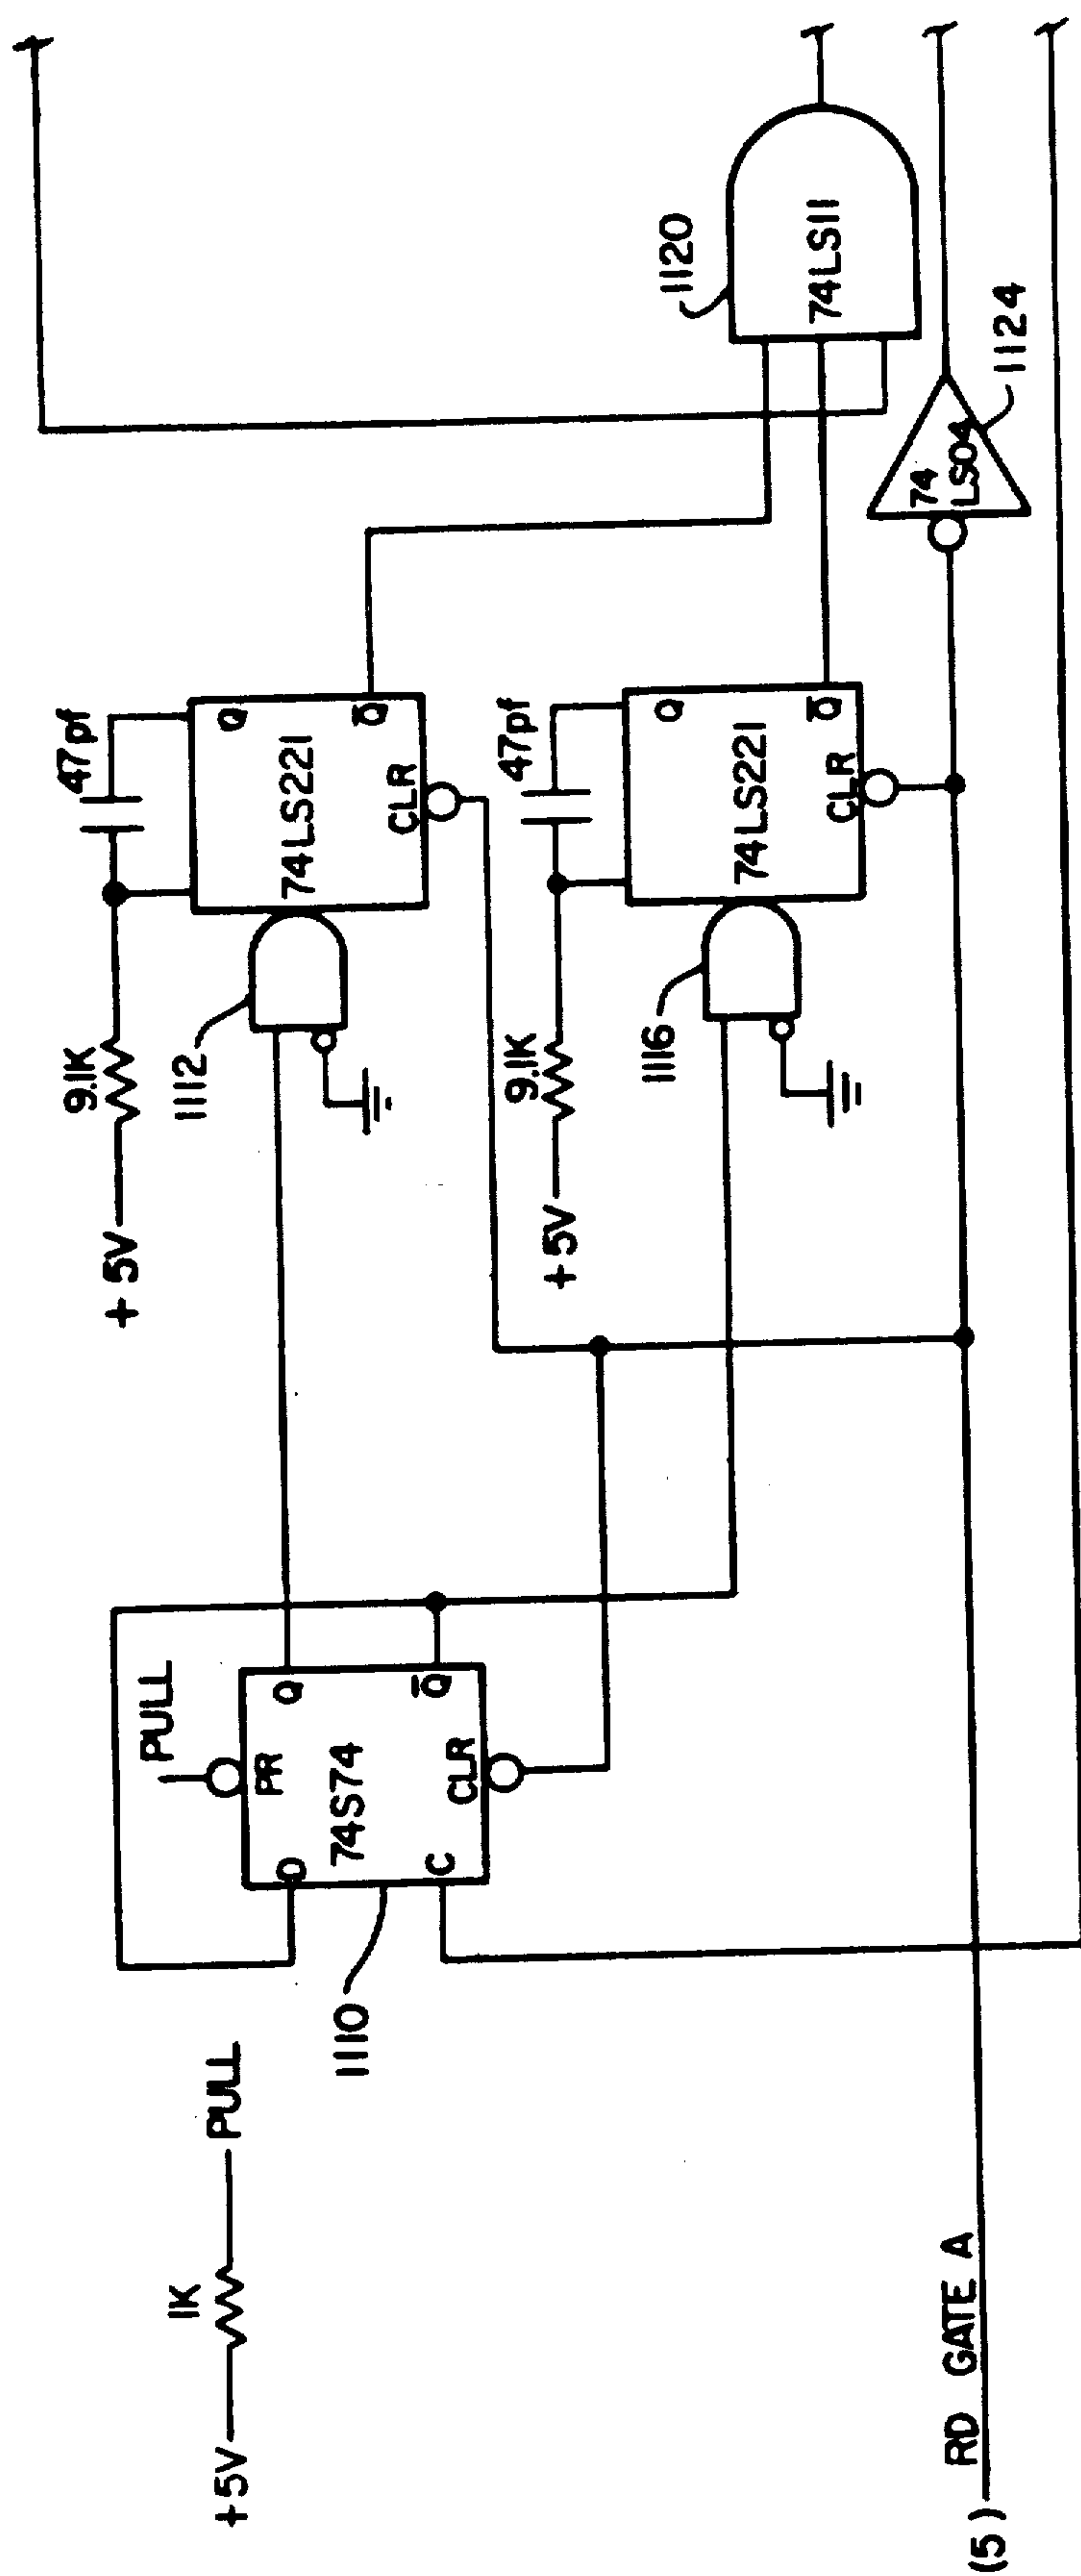 +5V
1K
PULL
1110
PULL
PR
D
Q
74S74
C
Q̅
CLR
+5V
9.1K
47pf
1112
Q
74LS221
Q̅
CLR
+5V
9.1K
47pf
1116
Q
74LS221
Q̅
CLR
1120
74LS11
74
LS04
1124
(5) RD GATE A